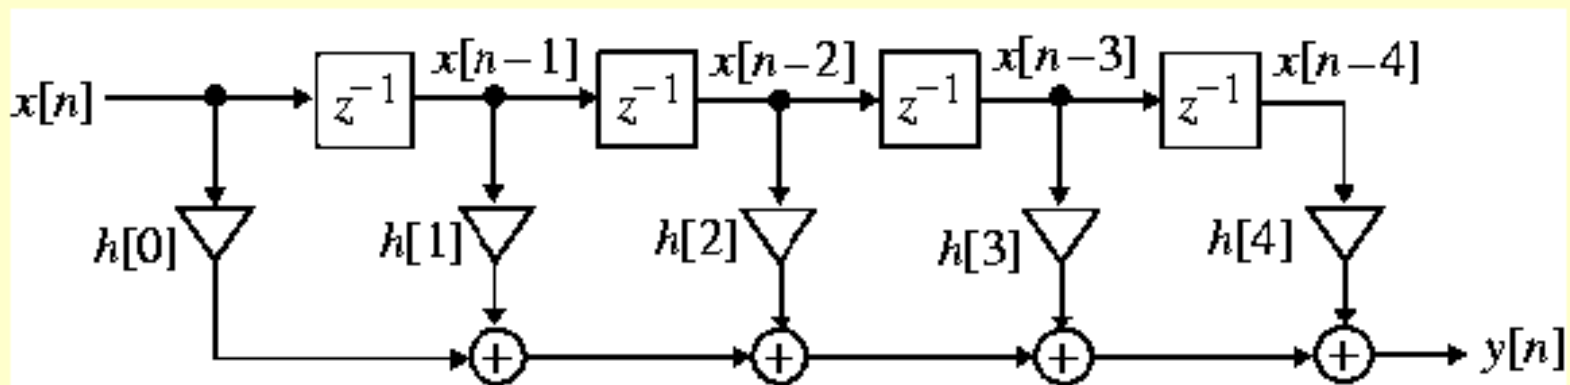 x[n] z⁻¹ x[n−1] z⁻¹ x[n−2] z⁻¹ x[n−3] z⁻¹ x[n−4]
h[0] h[1] h[2] h[3] h[4]
+ + + + y[n]